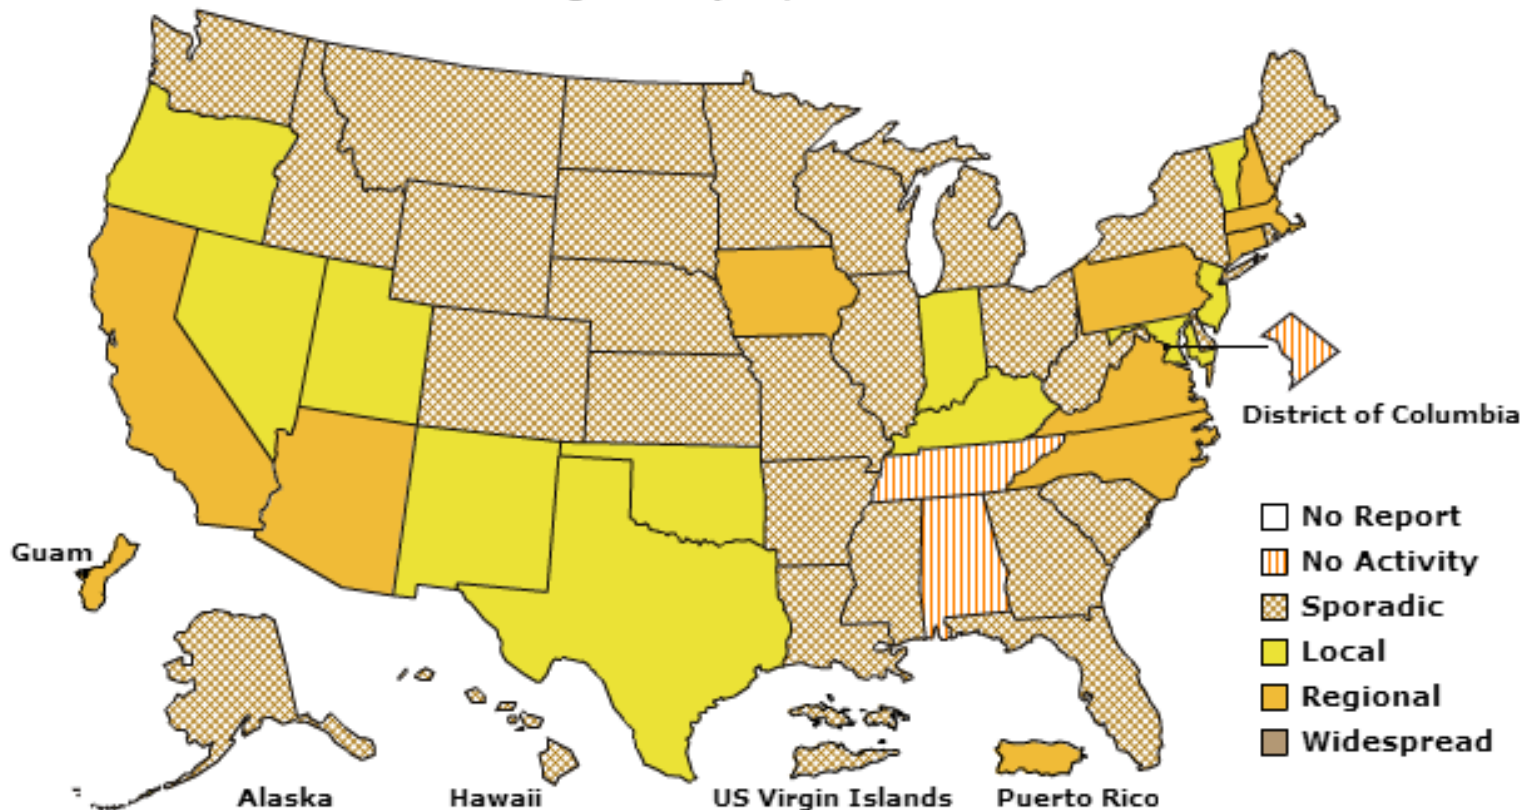 District of Columbia
No Report
No Activity
Guam
Sporadic
Local
Regional
Widespread
Alaska
Hawaii
US Virgin Islands
Puerto Rico